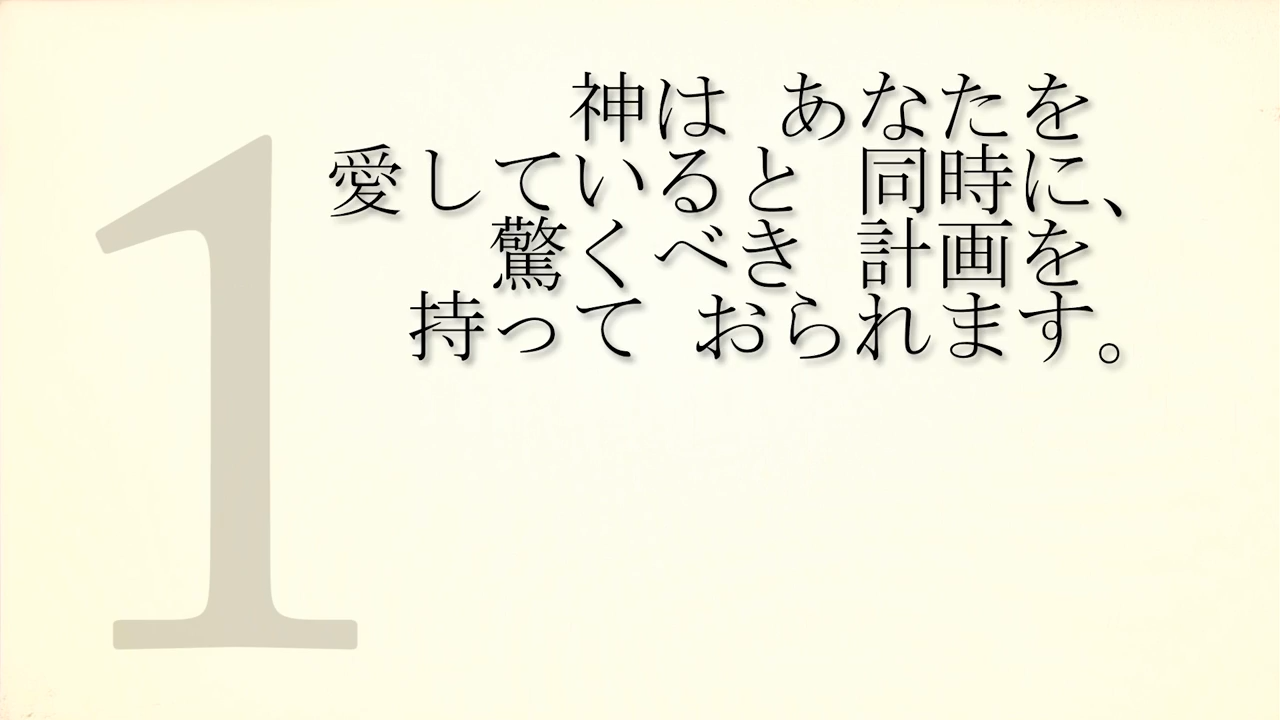 1
神は あなたを
愛していると 同時に、
驚くべき 計画を
持って おられます。